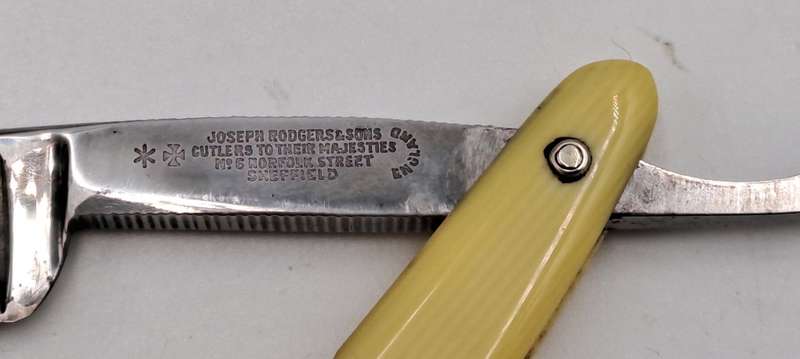 JOSEPH RODGERS & SONS
CUTLERS TO THEIR MAJESTIES
No 6 NORFOLK STREET
SHEFFIELD
ENGLAND